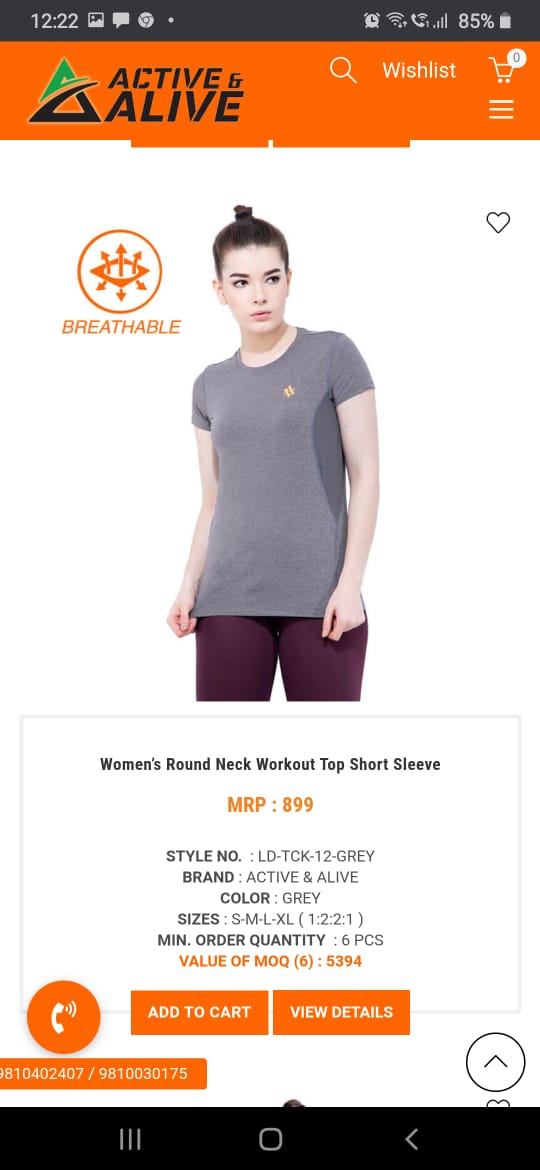 12:22
85%
ACTIVE &
ALIVE
Wishlist
0
BREATHABLE
Women's Round Neck Workout Top Short Sleeve
MRP : 899
STYLE NO. : LD-TCK-12-GREY
BRAND : ACTIVE & ALIVE
COLOR : GREY
SIZES : S-M-L-XL ( 1:2:2:1 )
MIN. ORDER QUANTITY : 6 PCS
VALUE OF MOQ (6) : 5394
ADD TO CART
VIEW DETAILS
9810402407 / 9810030175